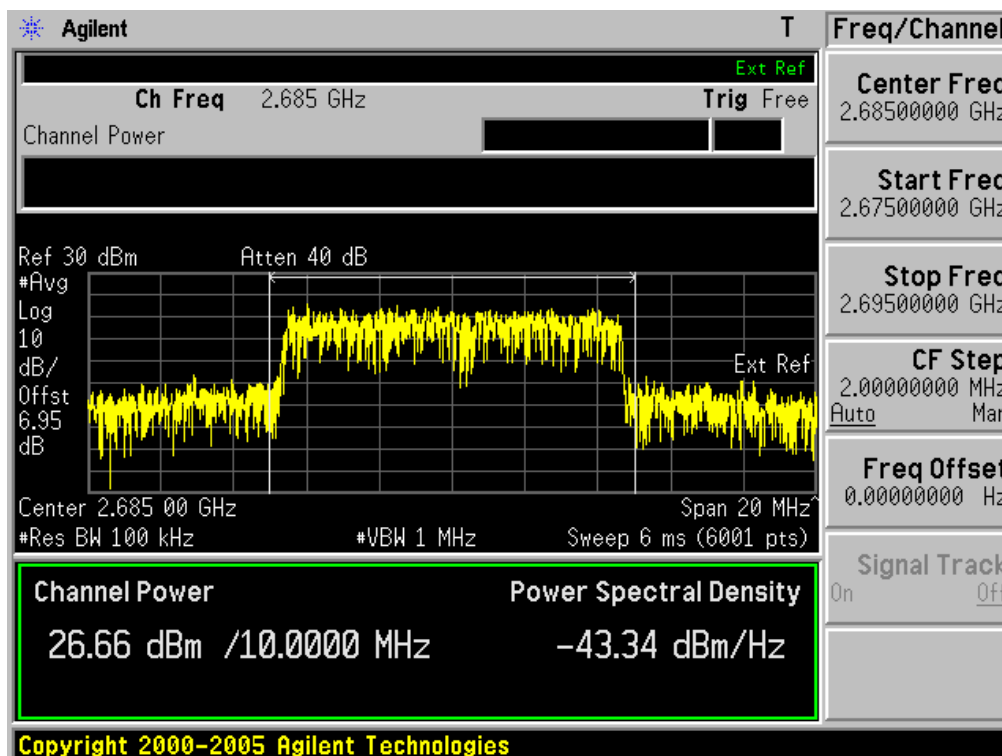 Agilent
T
Freq/Channel
Ext Ref
Ch Freq 2.685 GHz
Trig Free
Channel Power
Center Freq
2.68500000 GHz
Start Freq
2.67500000 GHz
Stop Freq
2.69500000 GHz
CF Step
2.00000000 MHz
Auto Man
Freq Offset
0.00000000 Hz
Signal Track
On Off
Ref 30 dBm
Atten 40 dB
#Avg
Log
10
dB/
Offst
6.95
dB
Ext Ref
Center 2.685 00 GHz
Span 20 MHz^
#Res BW 100 kHz
#VBW 1 MHz
Sweep 6 ms (6001 pts)
Channel Power
Power Spectral Density
26.66 dBm /10.0000 MHz
-43.34 dBm/Hz
Copyright 2000-2005 Agilent Technologies